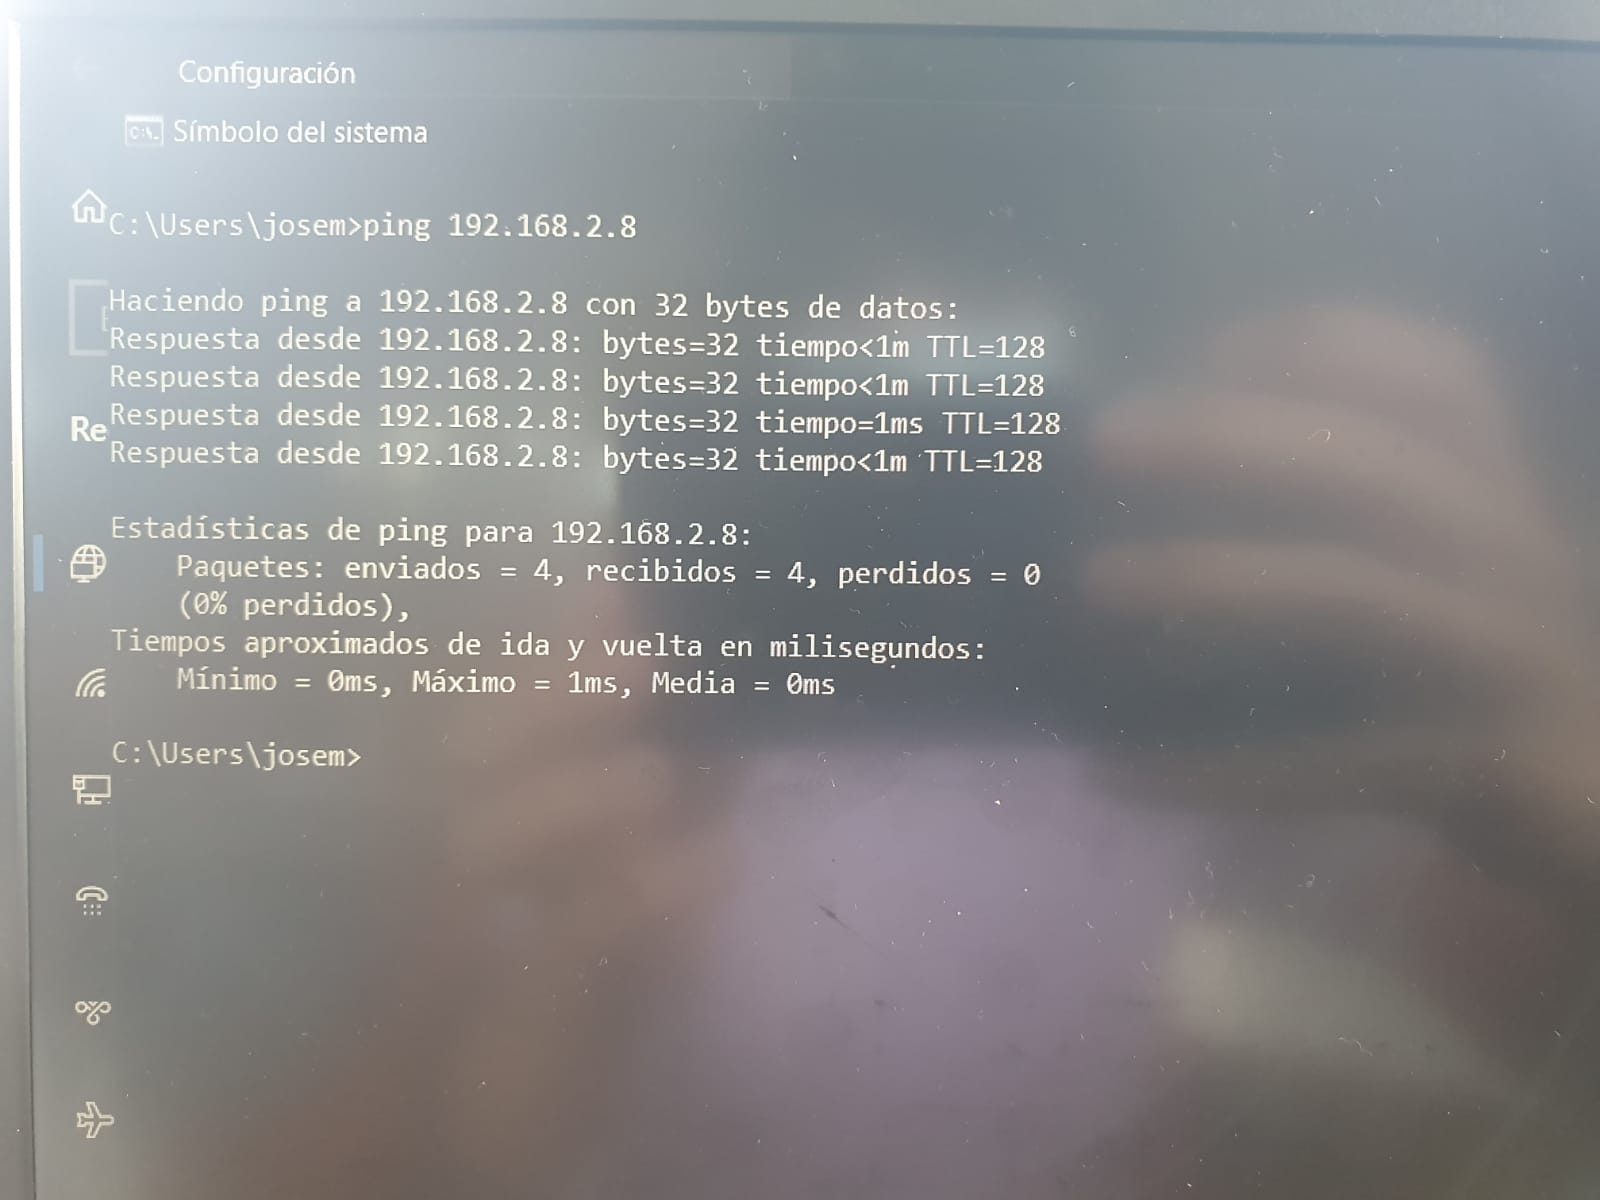 Configuración
C:\. Símbolo del sistema
C:\Users\josem>ping 192.168.2.8
Haciendo ping a 192.168.2.8 con 32 bytes de datos:
Respuesta desde 192.168.2.8: bytes=32 tiempo<1m TTL=128
Respuesta desde 192.168.2.8: bytes=32 tiempo<1m TTL=128
Re
Respuesta desde 192.168.2.8: bytes=32 tiempo=1ms TTL=128
Respuesta desde 192.168.2.8: bytes=32 tiempo<1m TTL=128
Estadísticas de ping para 192.168.2.8:
Paquetes: enviados = 4, recibidos = 4, perdidos = 0
(0% perdidos),
Tiempos aproximados de ida y vuelta en milisegundos:
Mínimo = 0ms, Máximo = 1ms, Media = 0ms
C:\Users\josem>